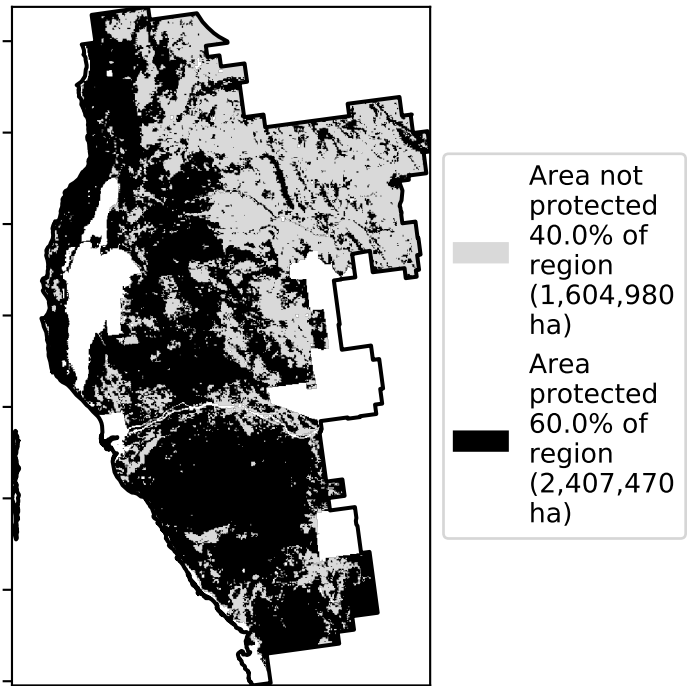 Area not
protected
40.0% of
region
(1,604,980
ha)
Area
protected
60.0% of
region
(2,407,470
ha)